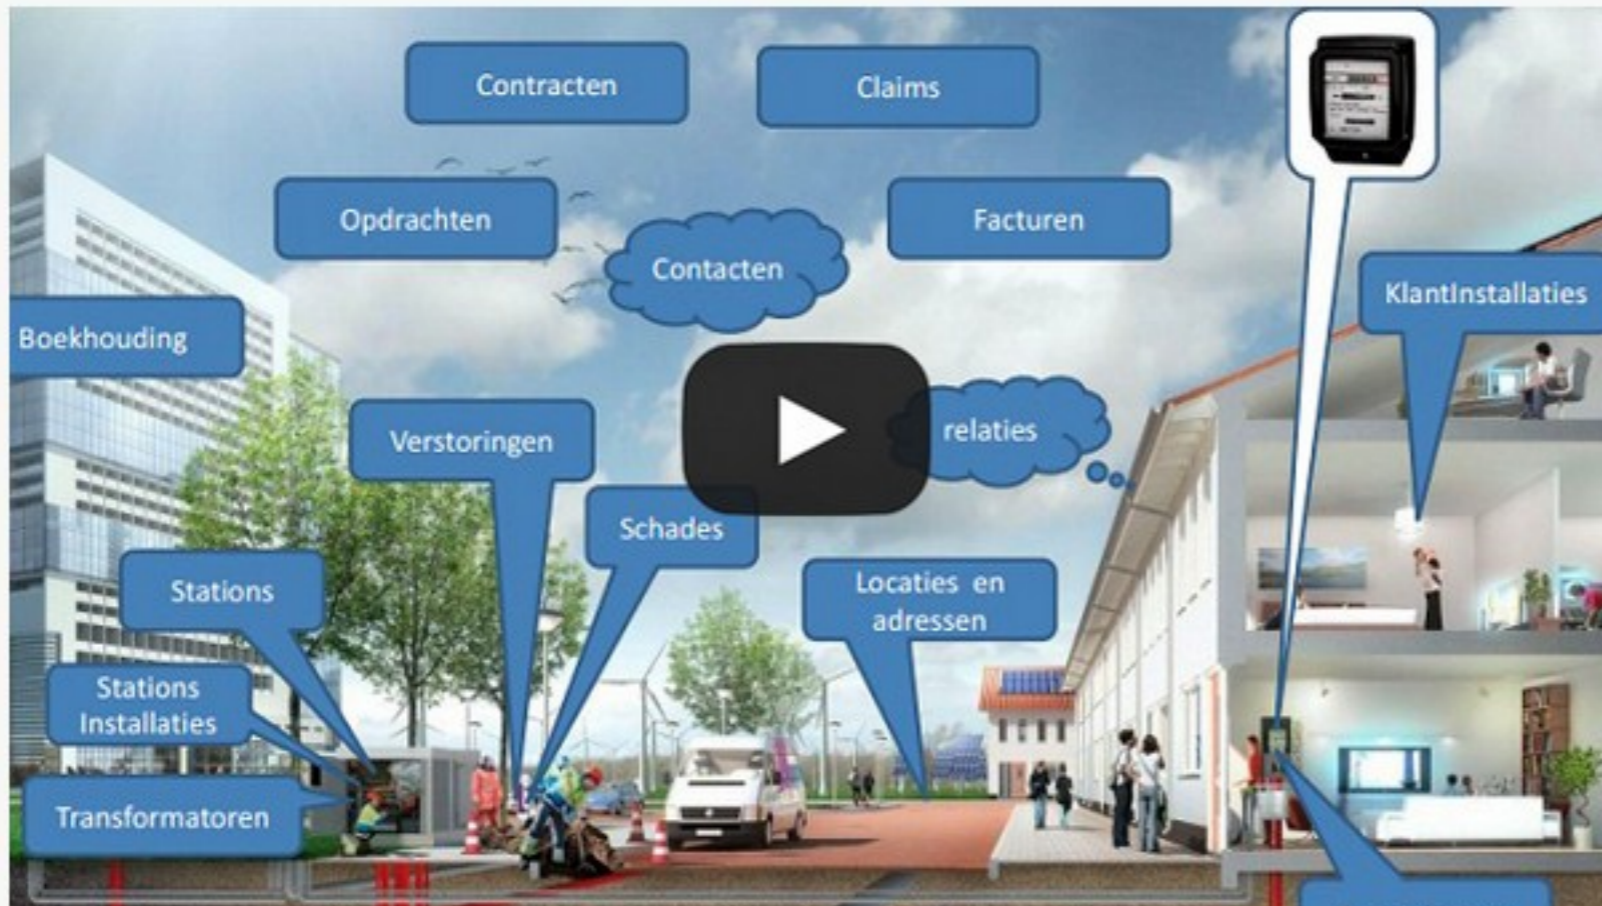 Contracten
Claims
Opdrachten
Facturen
Contacten
KlantInstallaties
Boekhouding
relaties
Verstoringen
Schades
Stations
Locaties en
adressen
Stations
Installaties
Transformatoren